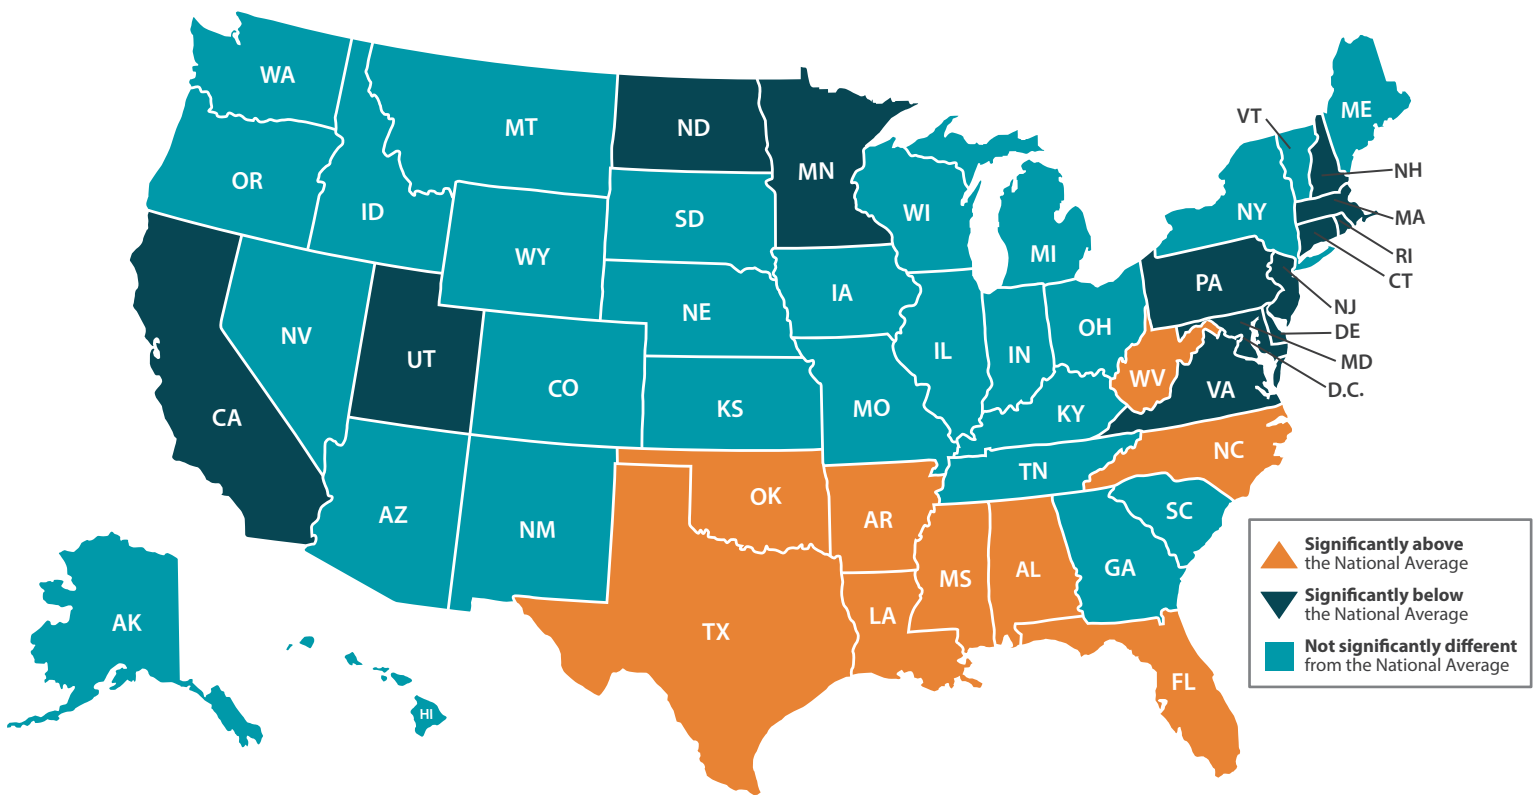 WA
MT
ND
MN
VT
ME
OR
ID
SD
WI
NY
NH
MA
WY
MI
RI
CT
IA
PA
NJ
NE
OH
DE
NV
UT
IL
IN
MD
CO
WV
VA
D.C.
CA
KS
MO
KY
NC
TN
OK
AR
SC
AZ
NM
MS
AL
GA
LA
TX
AK
FL
HI
Significantly above
the National Average
Significantly below
the National Average
Not significantly different
from the National Average